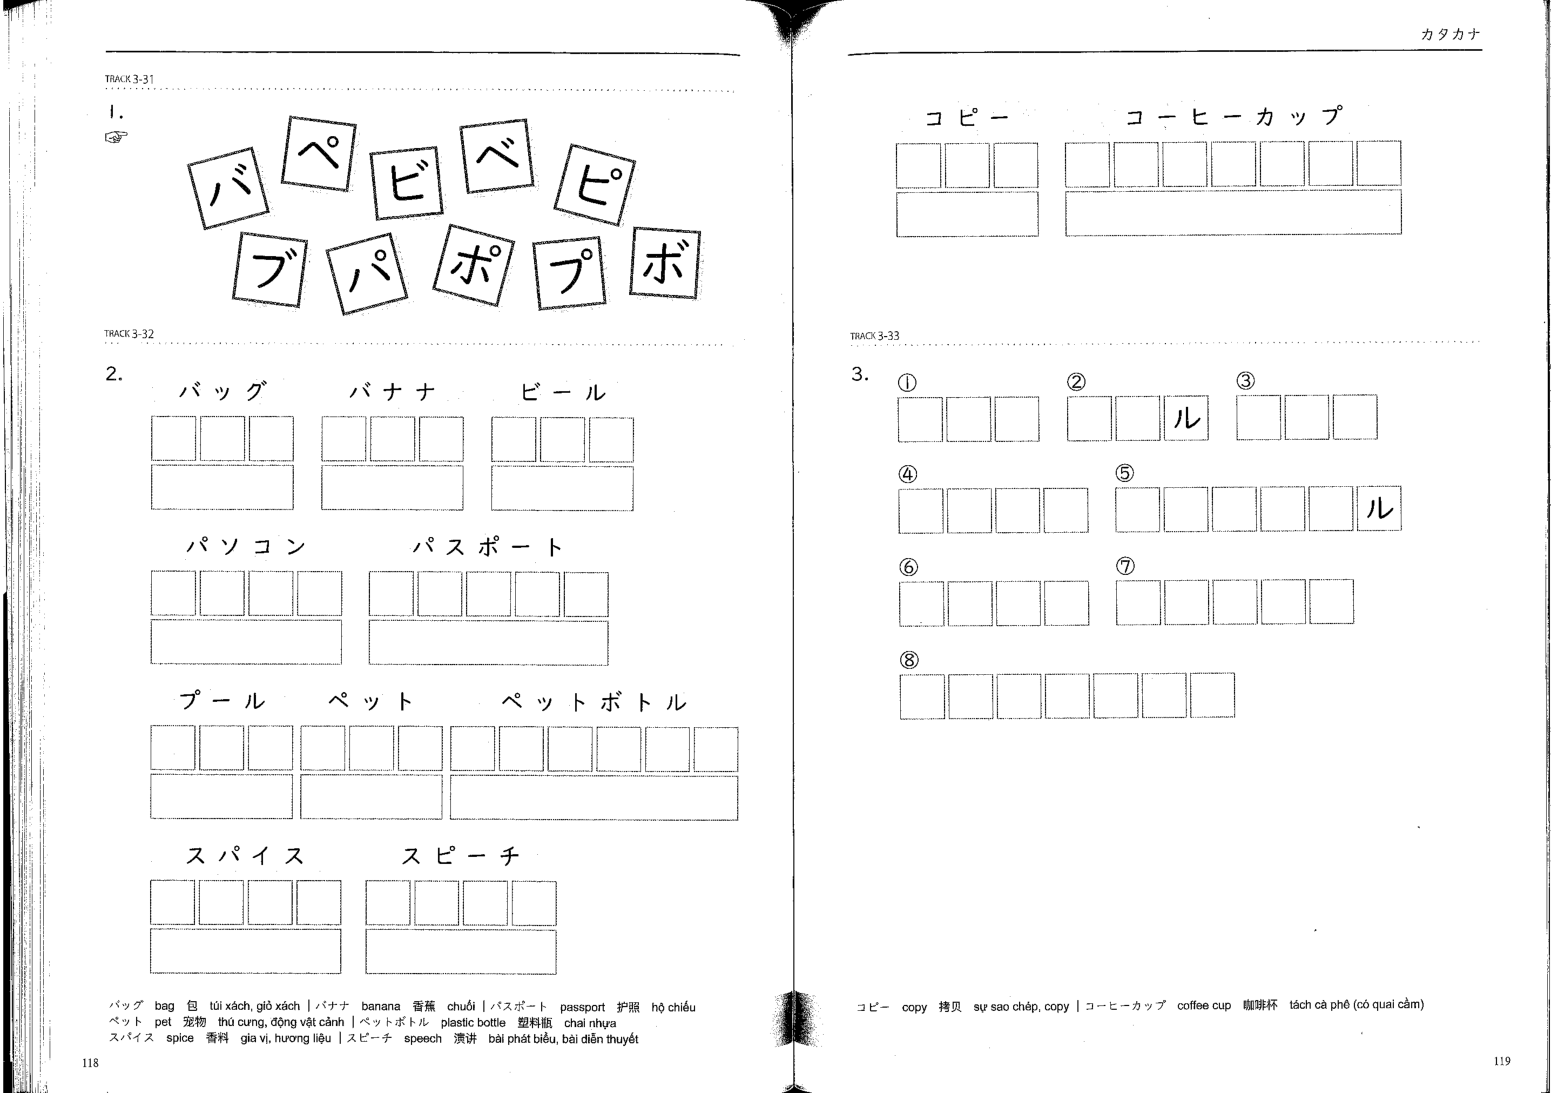 TRACK 3-31
1.
バ ペ ビ ベ ピ
ブ パ ポ プ ボ
TRACK 3-32
2.
バッグ バナナ ビール
パソコン パスポート
プール ペット ペットボトル
スパイス スピーチ
バッグ bag 包 túi xách, giỏ xách | バナナ banana 香蕉 chuối | パスポート passport 护照 hộ chiếu
ペット pet 宠物 thú cưng, động vật cảnh | ペットボトル plastic bottle 塑料瓶 chai nhựa
スパイス spice 香料 gia vị, hương liệu | スピーチ speech 演讲 bài phát biểu, bài diễn thuyết
118
カタカナ
コピー コーヒーカップ
TRACK 3-33
3.
① ② ル ③
④ ⑤ ル
⑥ ⑦
⑧
コピー copy 拷贝 sự sao chép, copy | コーヒーカップ coffee cup 咖啡杯 tách cà phê (có quai cầm)
119